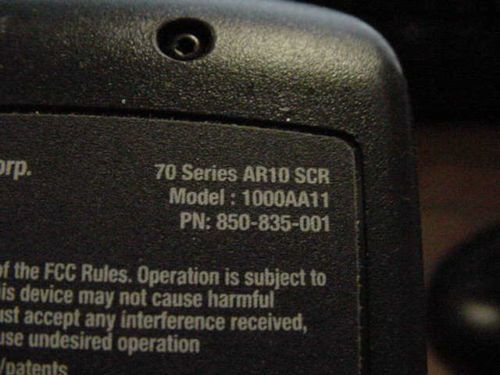 orp.
70 Series AR10 SCR
Model : 1000AA11
PN: 850-835-001
of the FCC Rules. Operation is subject to
is device may not cause harmful
ust accept any interference received,
use undesired operation
/patents